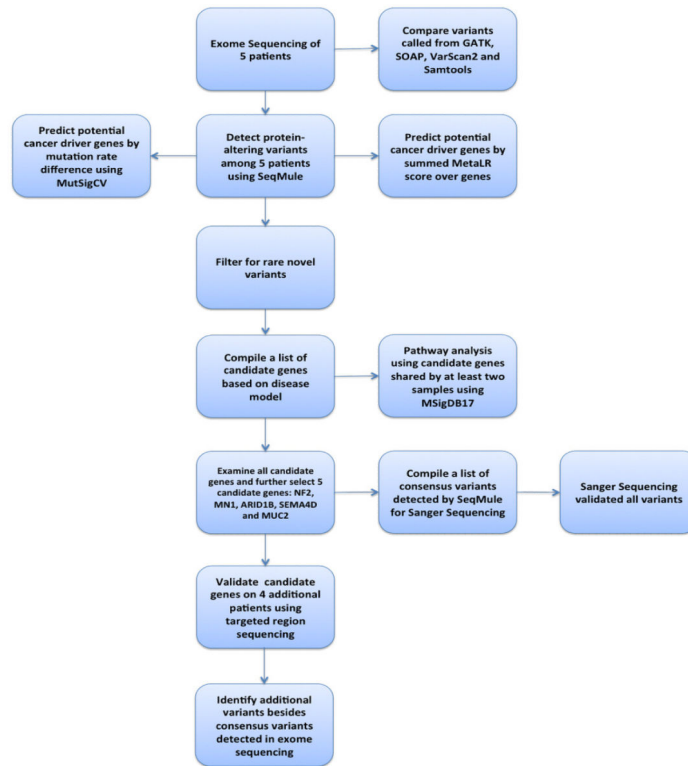 Exome Sequencing of
5 patients
Compare variants
called from GATK,
SOAP, VarScan2 and
Samtools
Predict potential
cancer driver genes by
mutation rate
difference using
MutSigCV
Detect protein-
altering variants
among 5 patients
using SeqMule
Predict potential
cancer driver genes by
summed MetaLR
score over genes
Filter for rare novel
variants
Compile a list of
candidate genes
based on disease
model
Pathway analysis
using candidate genes
shared by at least two
samples using
MSigDB17
Examine all candidate
genes and further select 5
candidate genes: NF2,
MN1, ARID1B, SEMA4D
and MUC2
Compile a list of
consensus variants
detected by SeqMule
for Sanger Sequencing
Sanger Sequencing
validated all variants
Validate candidate
genes on 4 additional
patients using
targeted region
sequencing
Identify additional
variants besides
consensus variants
detected in exome
sequencing